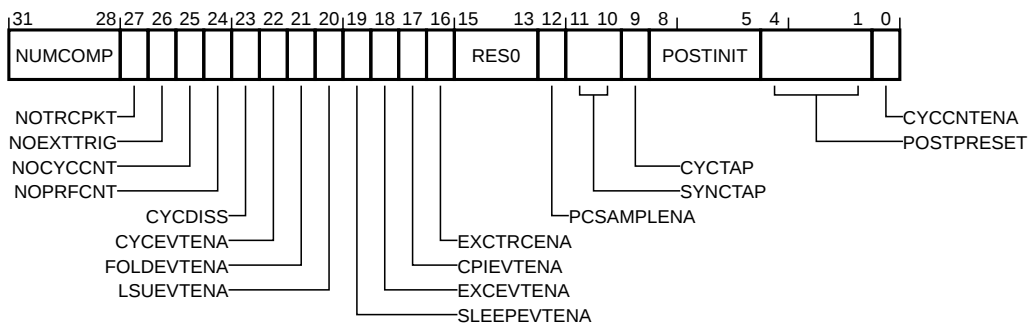 31 28 27 26 25 24 23 22 21 20 19 18 17 16 15 13 12 11 10 9 8 5 4 1 0
NUMCOMP RES0 POSTINIT
NOTRCPKT CYCCNTENA
NOEXTTRIG POSTPRESET
NOCYCCNT CYCTAP
NOPRFCNT SYNCTAP
CYCDISS PCSAMPLENA
CYCEVTENA EXCTRCENA
FOLDEVTENA CPIEVTENA
LSUEVTENA EXCEVTENA
SLEEPEVTENA